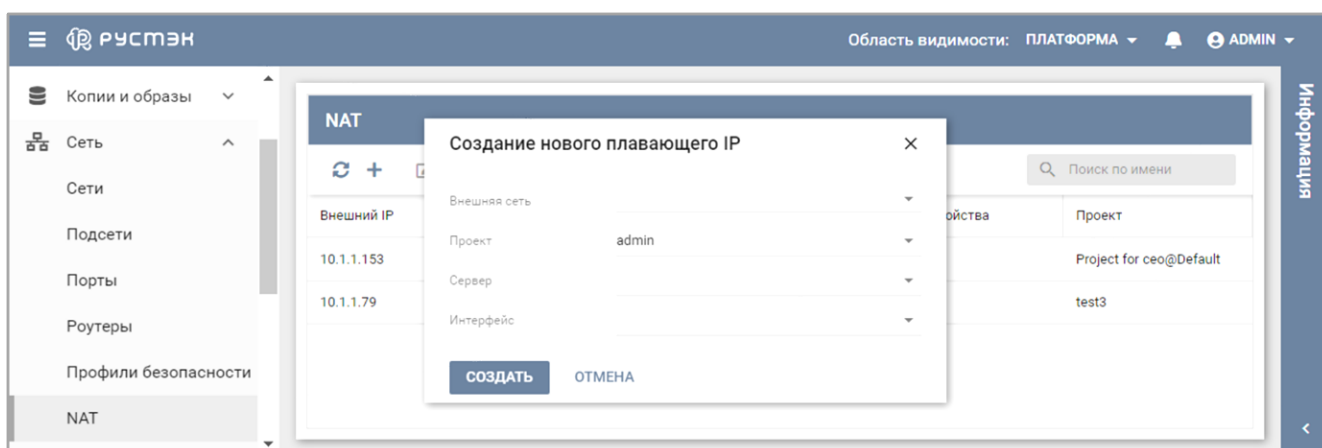 РУСТЭК Область видимости: ПЛАТФОРМА ADMIN
Копии и образы
Сеть
Сети
Подсети
Порты
Роутеры
Профили безопасности
NAT
NAT
Поиск по имени
Внешний IP ойства Проект
10.1.1.153 Project for ceo@Default
10.1.1.79 test3
Создание нового плавающего IP
Внешняя сеть
Проект admin
Сервер
Интерфейс
СОЗДАТЬ ОТМЕНА
Информация